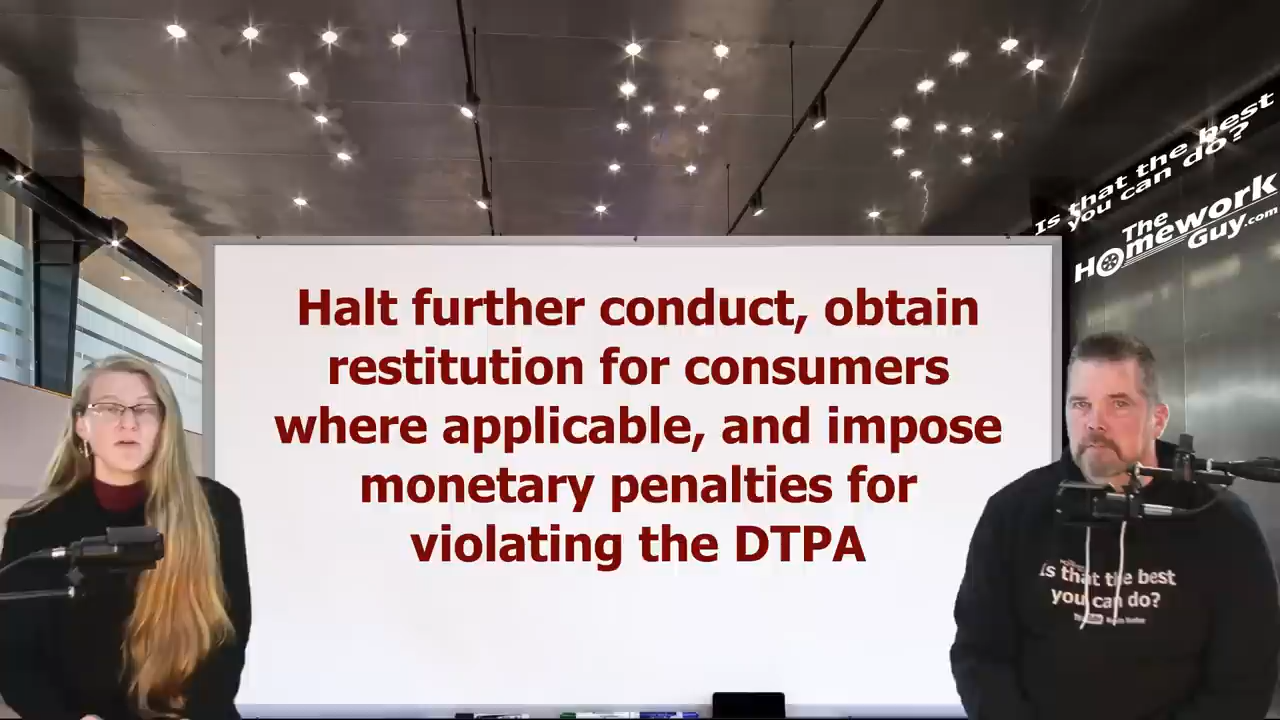 Is that the best
you can do?
The
Homework
Guy.com
Halt further conduct, obtain
restitution for consumers
where applicable, and impose
monetary penalties for
violating the DTPA
Is that the best
you can do?